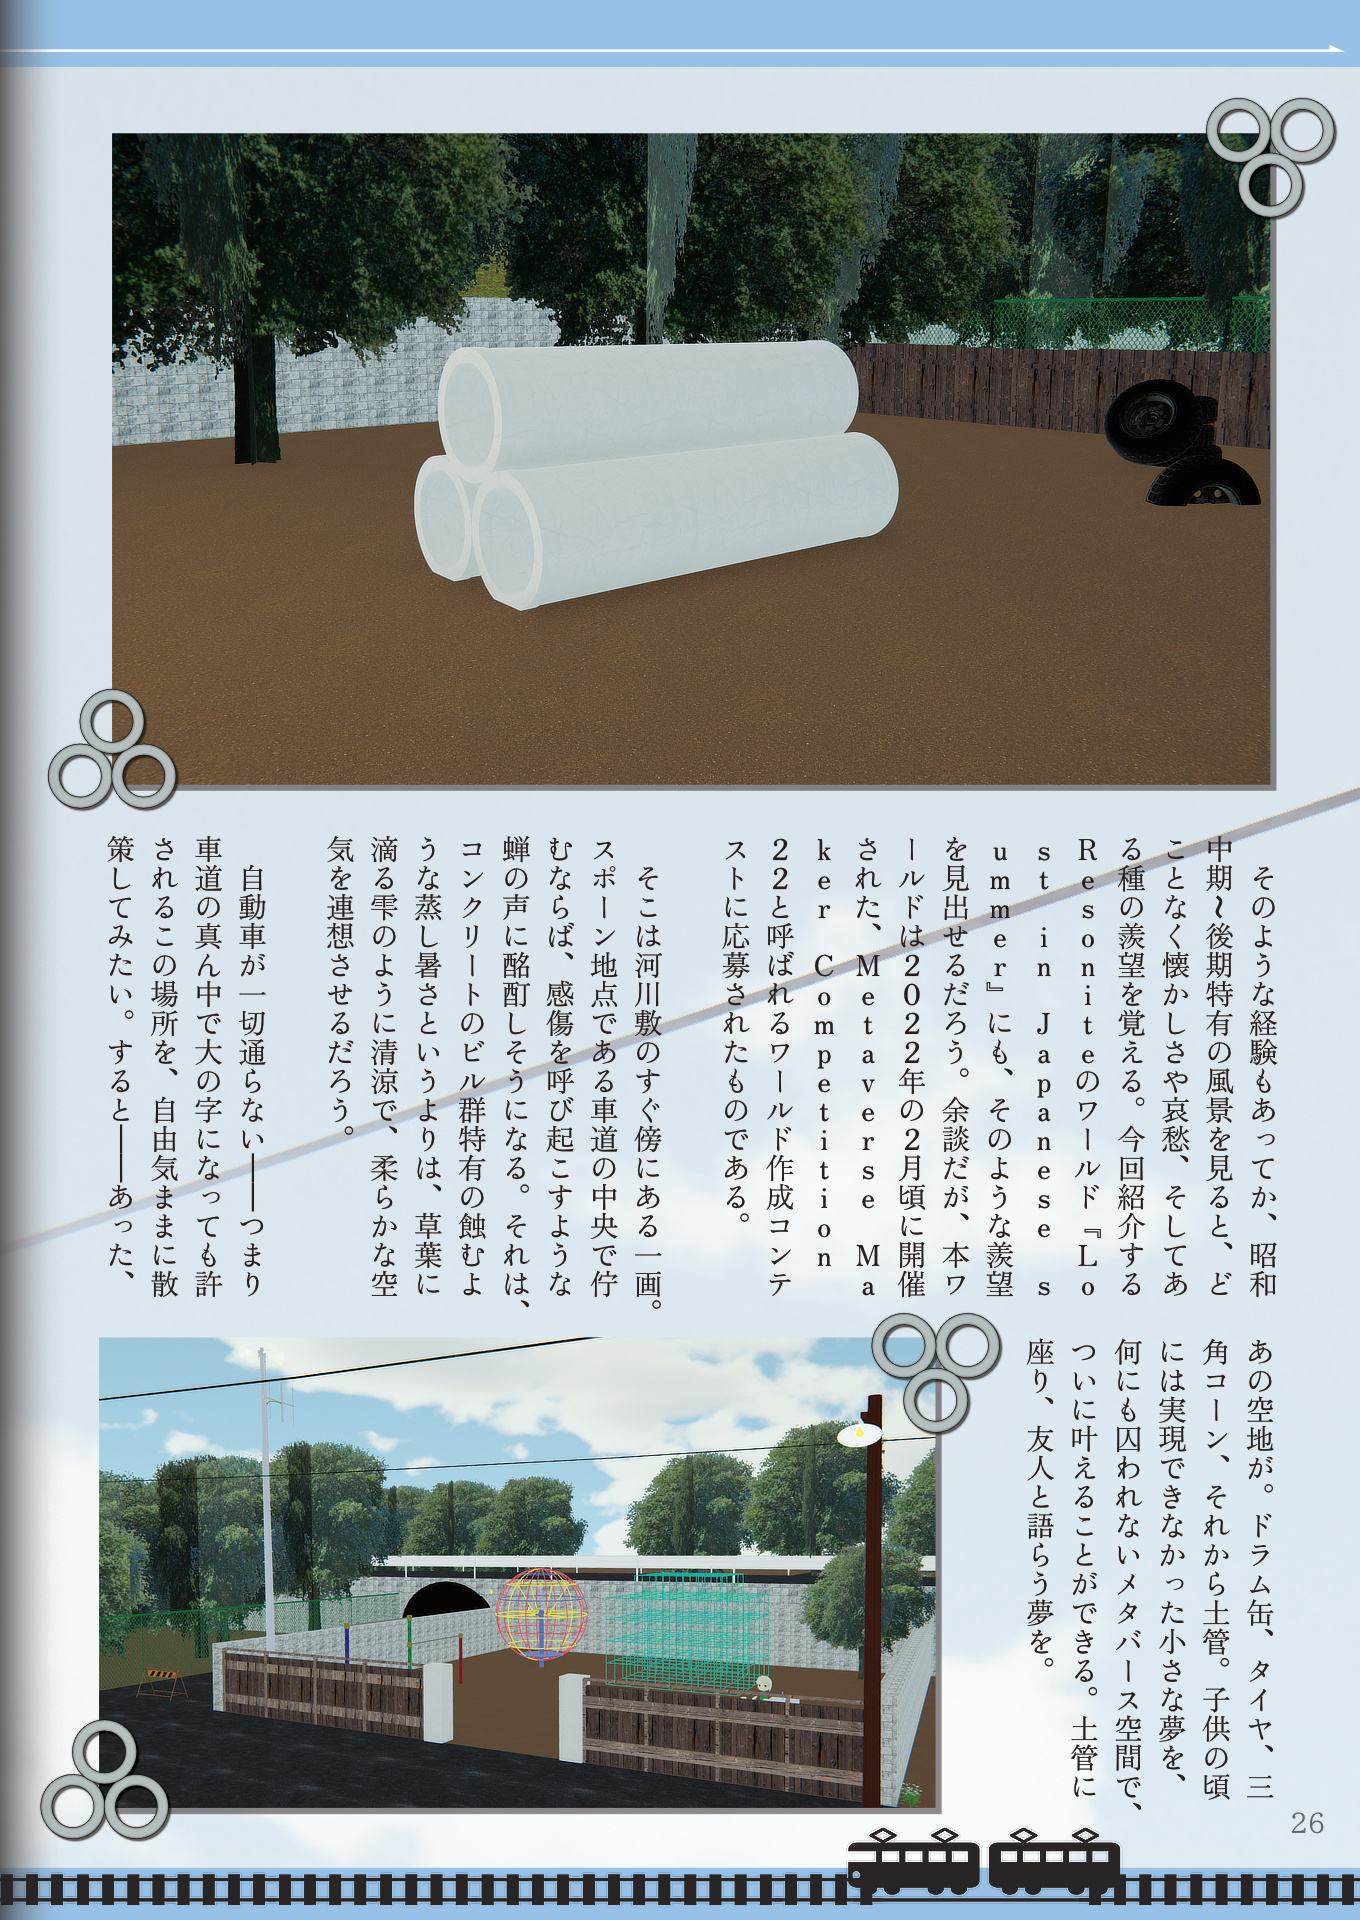 そのような経験もあってか、昭和
中期〜後期特有の風景を見ると、ど
ことなく懐かしさや哀愁、そしてあ
る種の羨望を覚える。今回紹介する
Resoniteのワールド『Lo
st in Japanese s
ummer』にも、そのような羨望
を見出せるだろう。余談だが、本ワ
ールドは2022年の2月頃に開催
された、Metaverse Ma
ker Competition
22と呼ばれるワールド作成コンテ
ストに応募されたものである。
　そこは河川敷のすぐ傍にある一画。
スポーン地点である車道の中央で佇
むならば、感傷を呼び起こすような
蝉の声に酩酊しそうになる。それは、
コンクリートのビル群特有の蝕むよ
うな蒸し暑さというよりは、草葉に
滴る雫のように清涼で、柔らかな空
気を連想させるだろう。
　自動車が一切通らない――つまり
車道の真ん中で大の字になっても許
されるこの場所を、自由気ままに散
策してみたい。すると――あった、
あの空地が。ドラム缶、タイヤ、三
角コーン、それから土管。子供の頃
には実現できなかった小さな夢を、
何にも囚われないメタバース空間で、
ついに叶えることができる。土管に
座り、友人と語らう夢を。
26